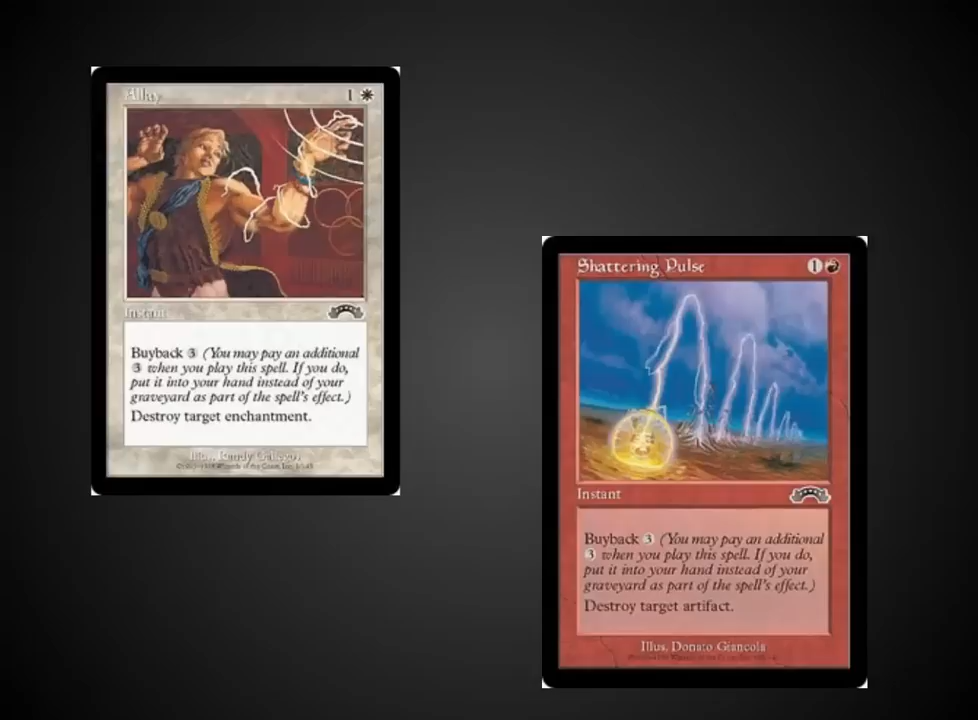 Allay
1
Instant
Buyback 3 (You may pay an additional
3 when you play this spell. If you do,
put it into your hand instead of your
graveyard as part of the spell's effect.)
Destroy target enchantment.
Illus. Randy Gallegos
Shattering Pulse
1
Instant
Buyback 3 (You may pay an additional
3 when you play this spell. If you do,
put it into your hand instead of your
graveyard as part of the spell's effect.)
Destroy target artifact.
Illus. Donato Giancola